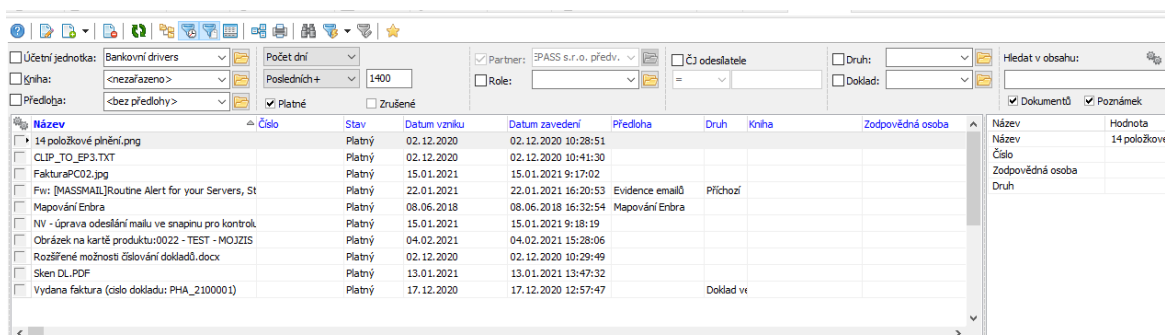 Účetní jednotka: Bankovní drivers Počet dní Partner: EPASS s.r.o. předv. ČJ odesílatele Druh: Hledat v obsahu:
Kniha: <nezařazeno> Posledních+ 1400 Role: = Doklad:
Předloha: <bez předlohy> Platné Zrušené Dokumentů Poznámek
Název Číslo Stav Datum vzniku Datum zavedení Předloha Druh Kniha Zodpovědná osoba Název Hodnota
14 položkové plnění.png Platný 02.12.2020 02.12.2020 10:28:51 Název 14 položkové
CLIP_TO_EP3.TXT Platný 02.12.2020 02.12.2020 10:41:30 Číslo
FakturaPC02.jpg Platný 15.01.2021 15.01.2021 9:17:02 Zodpovědná osoba
Fw: [MASSMAIL]Routine Alert for your Servers, St Platný 22.01.2021 22.01.2021 16:20:53 Evidence emailů Příchozí Druh
Mapování Enbra Platný 08.06.2018 08.06.2018 16:32:54 Mapování Enbra
NV - úprava odesílání mailu ve snapinu pro kontrolu Platný 15.01.2021 15.01.2021 9:18:19
Obrázek na kartě produktu:0022 - TEST - MOJZIS Platný 04.02.2021 04.02.2021 15:28:06
Rozšířené možnosti číslování dokladů.docx Platný 02.12.2020 02.12.2020 10:29:49
Sken DL.PDF Platný 13.01.2021 13.01.2021 13:47:32
Vydana faktura (cislo dokladu: PHA_2100001) Platný 17.12.2020 17.12.2020 12:57:47 Doklad ve